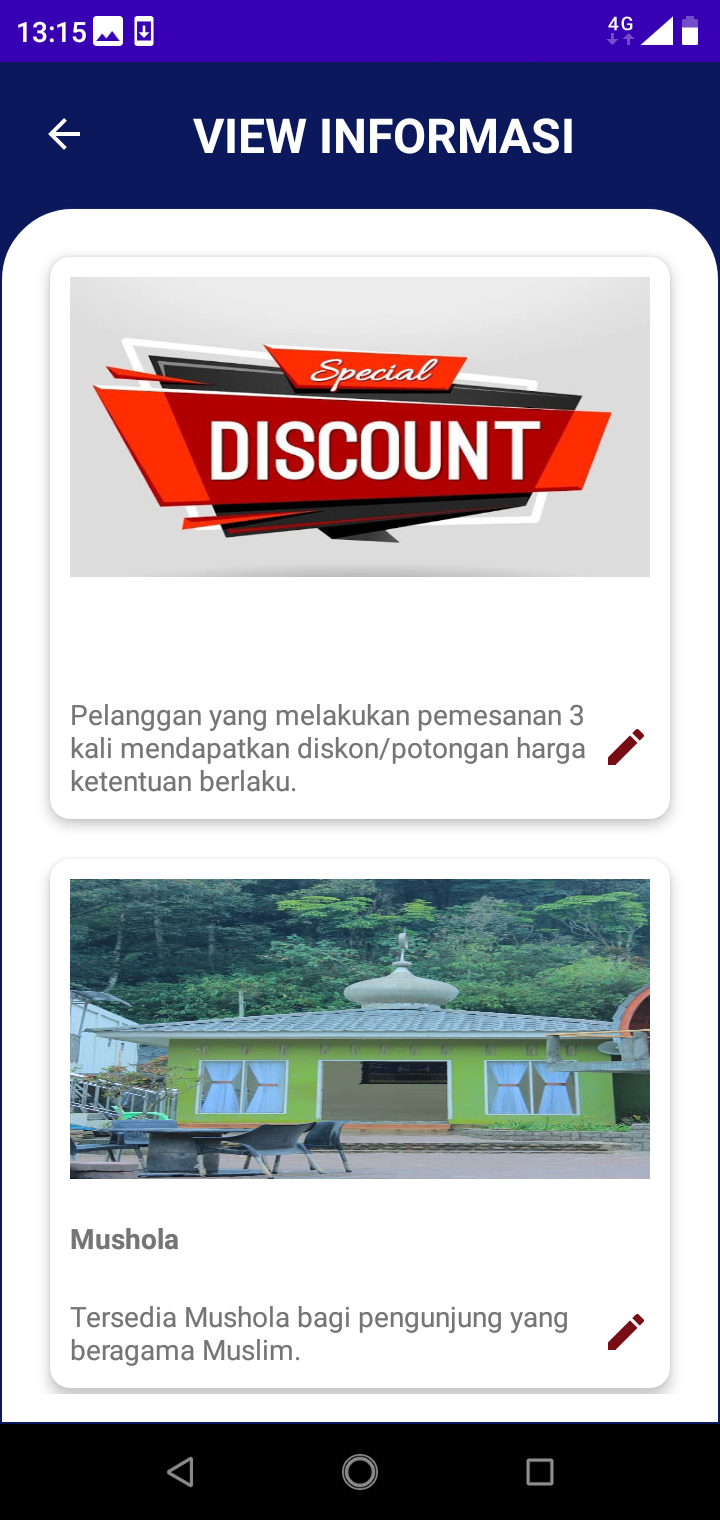 13:15
4G
VIEW INFORMASI
Special
DISCOUNT
Pelanggan yang melakukan pemesanan 3
kali mendapatkan diskon/potongan harga
ketentuan berlaku.
Mushola
Tersedia Mushola bagi pengunjung yang
beragama Muslim.